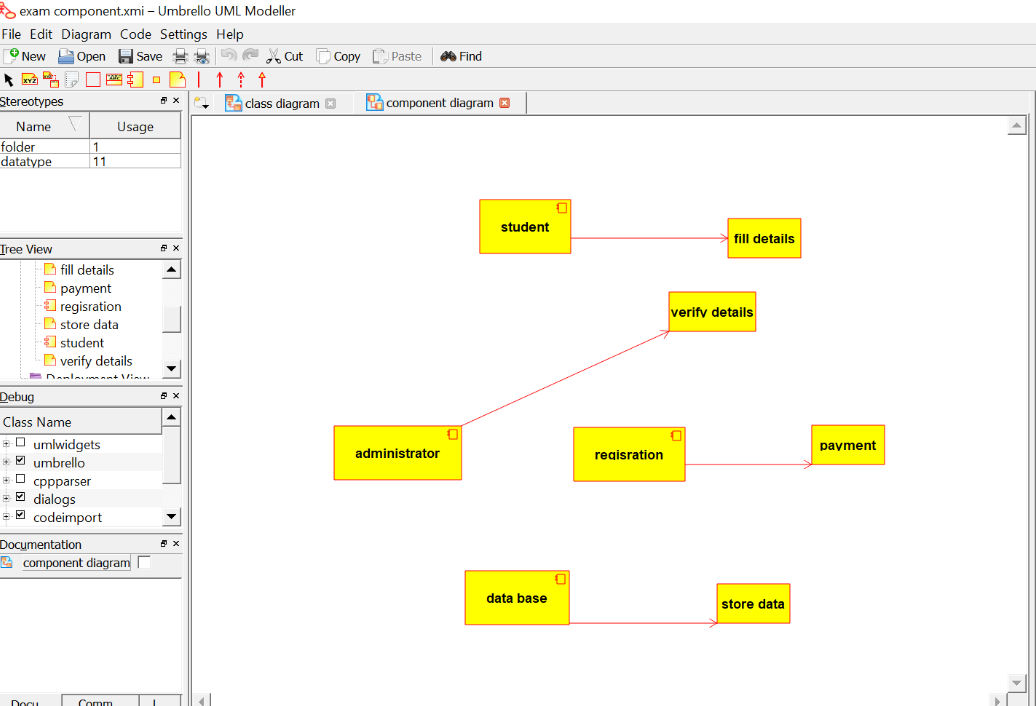 exam component.xmi – Umbrello UML Modeller
File Edit Diagram Code Settings Help
New Open Save Cut Copy Paste Find
XYZ
Stereotypes
class diagram component diagram
Name Usage
folder 1
datatype 11
Tree View
fill details
payment
regisration
store data
student
verify details
Deployment View
Debug
Class Name
umlwidgets
umbrello
cppparser
dialogs
codeimport
Documentation
component diagram
Docu... Comm...
student
fill details
verify details
administrator
regisration
payment
data base
store data